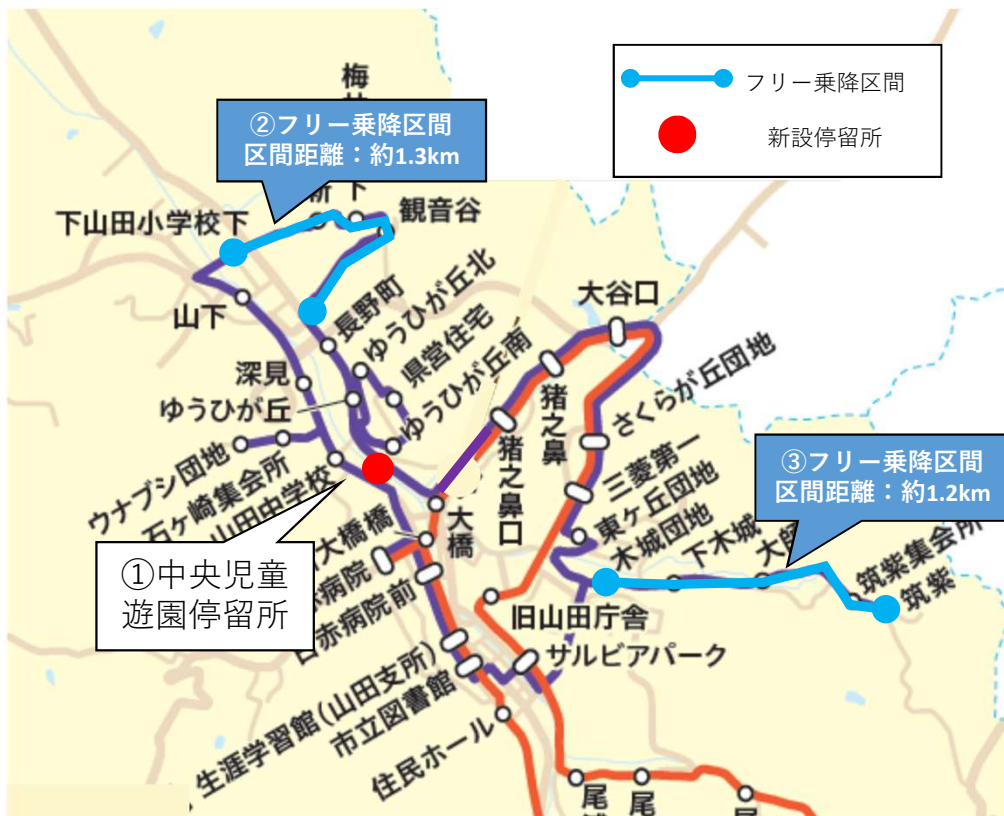 フリー乗降区間
新設停留所
②フリー乗降区間
区間距離：約1.3km
下山田小学校下
観音谷
山下
長野町
ゆうひが丘北
県営住宅
ゆうひが丘南
深見
ゆうひが丘
ウナブシ団地
石ヶ崎集会所
山田中学校
①中央児童
遊園停留所
大橋橋
大橋
病院
日赤病院前
生涯学習館(山田支所)
市立図書館
住民ホール
大谷口
猪之鼻
猪之鼻口
さくらが丘団地
三菱第一
東ヶ丘団地
木城団地
下木城
③フリー乗降区間
区間距離：約1.2km
筑紫集会所
筑紫
旧山田庁舎
サルビアパーク
尾
尾